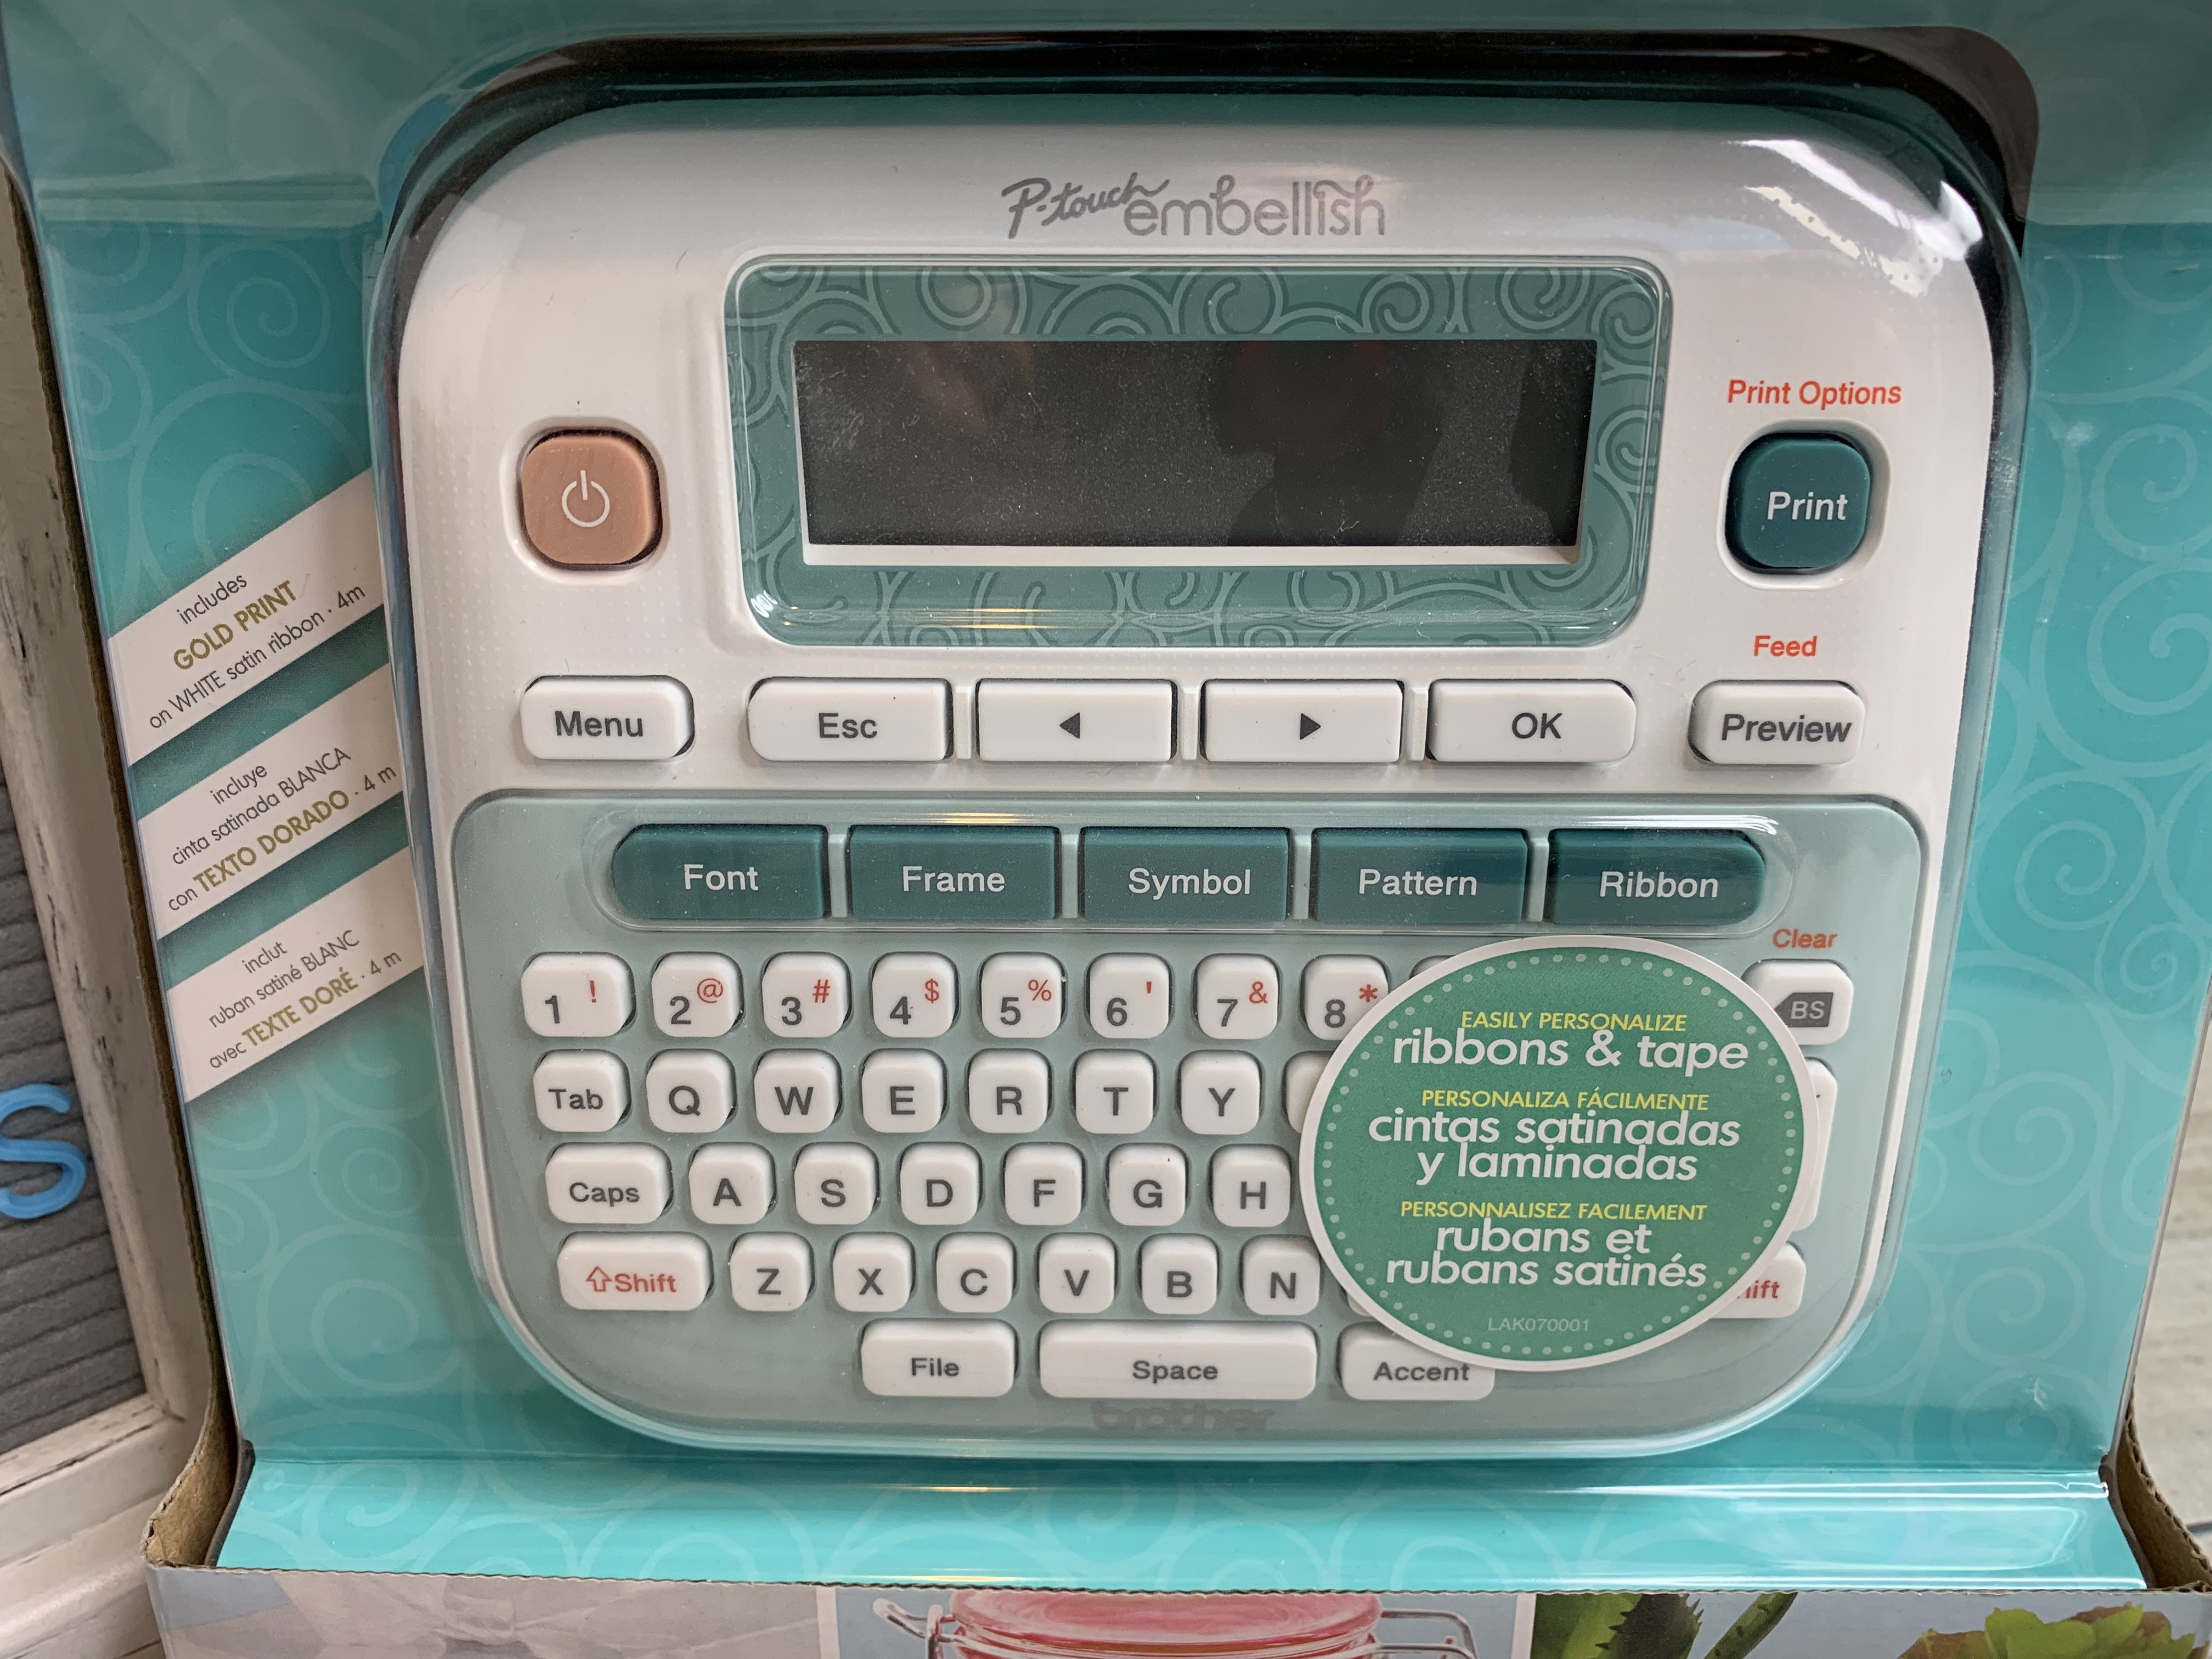 P-touch embellish
Print Options
Print
Feed
Menu
Esc
OK
Preview
Font
Frame
Symbol
Pattern
Ribbon
Clear
1 ! 2 @ 3 # 4 $ 5 % 6 ' 7 & 8 *
BS
Tab Q W E R T Y
Caps A S D F G H
Shift Z X C V B N
ift
File
Space
Accent
brother
includes
GOLD PRINT
on WHITE satin ribbon · 4m
incluye
cinta satinada BLANCA
con TEXTO DORADO · 4 m
inclut
ruban satiné BLANC
avec TEXTE DORÉ · 4 m
EASILY PERSONALIZE
ribbons & tape
PERSONALIZA FÁCILMENTE
cintas satinadas
y laminadas
PERSONNALISEZ FACILEMENT
rubans et
rubans satinés
LAK070001
S